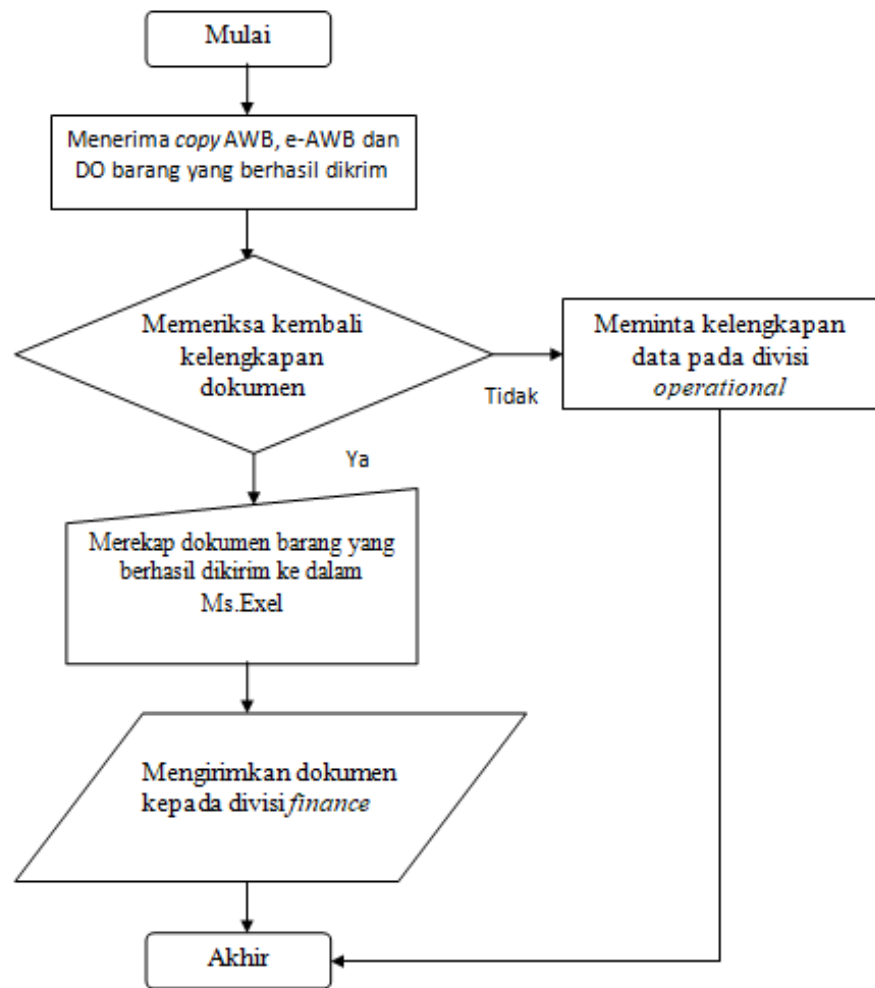 Mulai
Menerima copy AWB, e-AWB dan
DO barang yang berhasil dikrim
Memeriksa kembali
kelengkapan
dokumen
Meminta kelengkapan
data pada divisi
operational
Tidak
Ya
Merekap dokumen barang yang
berhasil dikirim ke dalam
Ms.Exel
Mengirimkan dokumen
kepada divisi finance
Akhir